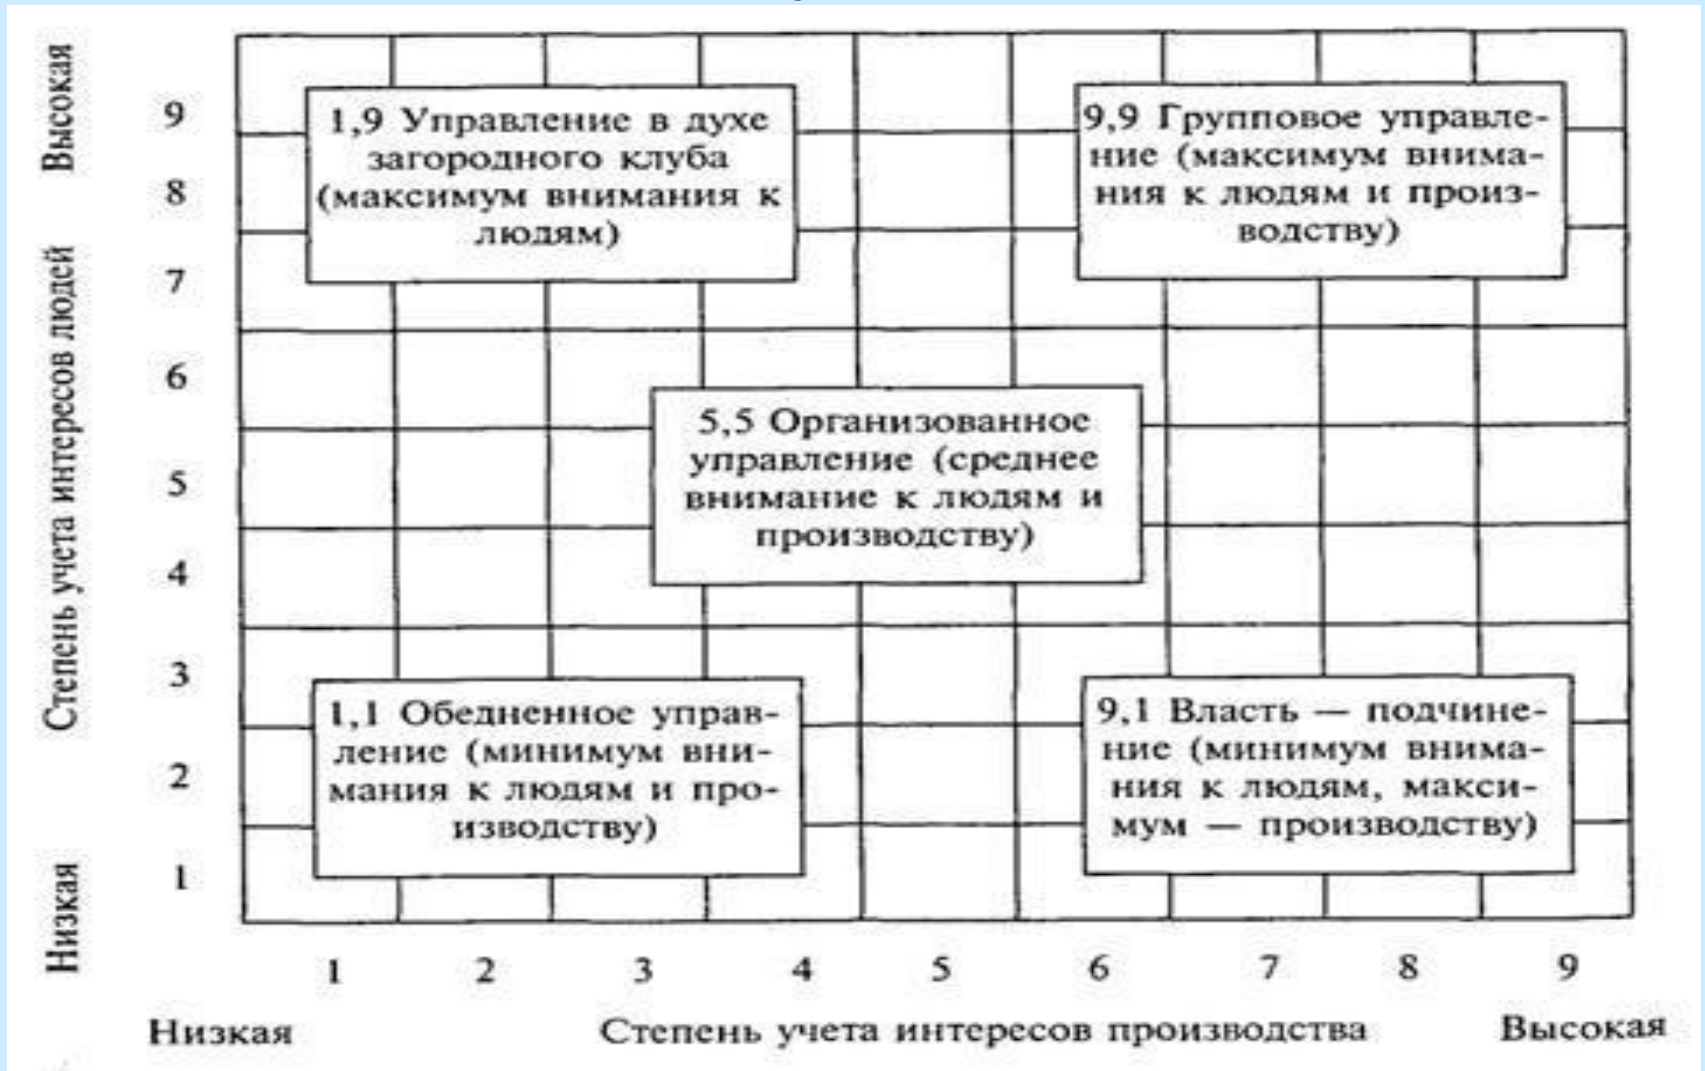 Высокая
Степень учета интересов людей
Низкая
9
8
7
6
5
4
3
2
1
1,9 Управление в духе
загородного клуба
(максимум внимания к
людям)
9,9 Групповое управле-
ние (максимум внима-
ния к людям и произ-
водству)
5,5 Организованное
управление (среднее
внимание к людям и
производству)
1,1 Обедненное управ-
ление (минимум вни-
мания к людям и про-
изводству)
9,1 Власть — подчине-
ние (минимум внима-
ния к людям, макси-
мум — производству)
1 2 3 4 5 6 7 8 9
Низкая Степень учета интересов производства Высокая